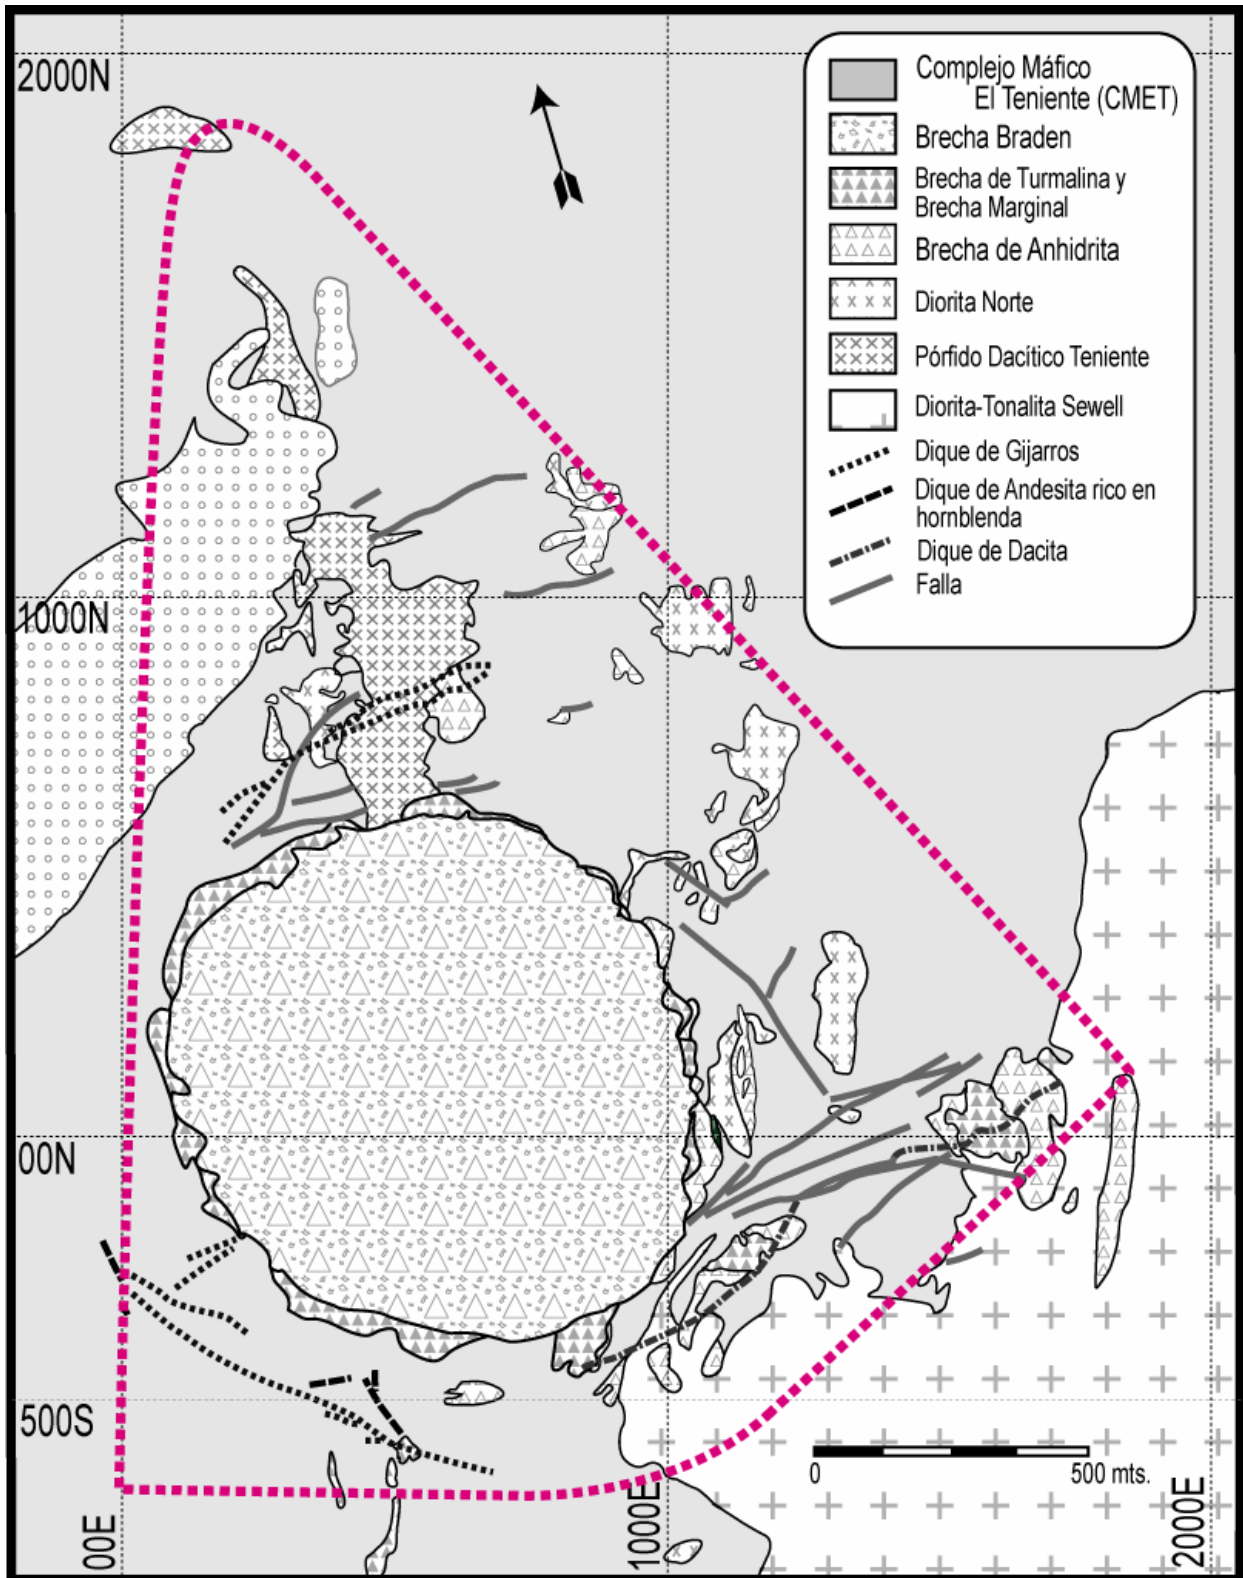 2000N
Complejo Máfico
El Teniente (CMET)
Brecha Braden
Brecha de Turmalina y
Brecha Marginal
Brecha de Anhidrita
Diorita Norte
Pórfido Dacítico Teniente
Diorita-Tonalita Sewell
Dique de Gijarros
Dique de Andesita rico en
hornblenda
Dique de Dacita
Falla
1000N
00N
500S
0
500 mts.
00E
1000E
2000E